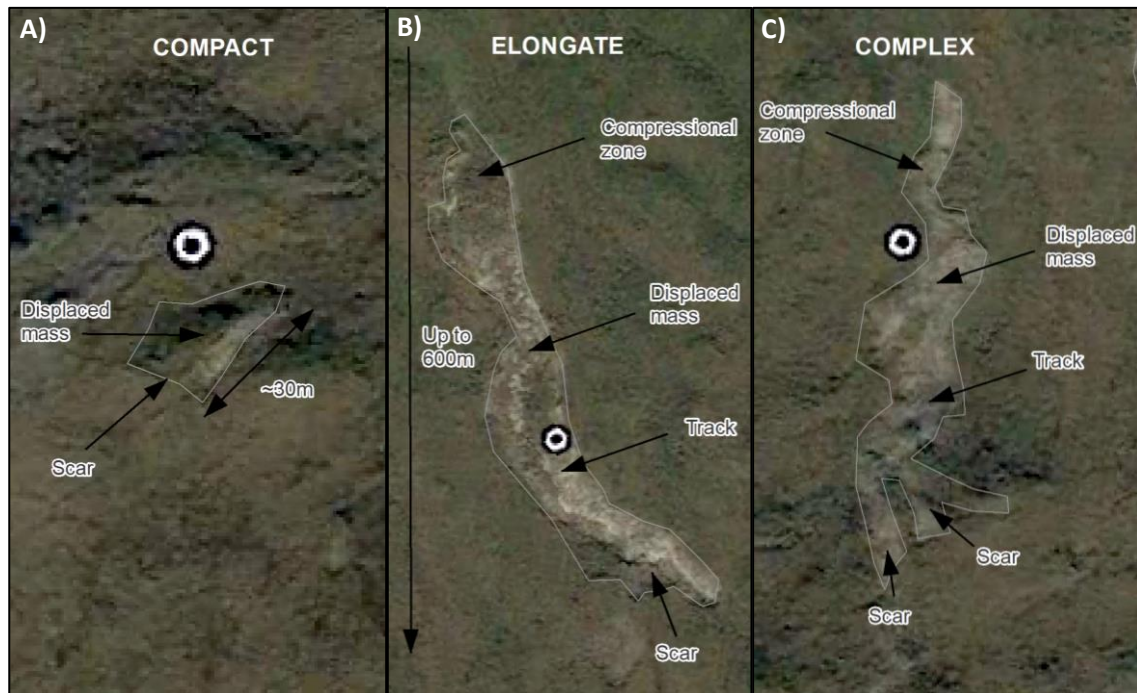 A)
COMPACT
Displaced
mass
~30m
Scar
B)
ELONGATE
Compressional
zone
Displaced
mass
Up to
600m
Track
Scar
C)
COMPLEX
Compressional
zone
Displaced
mass
Track
Scar
Scar